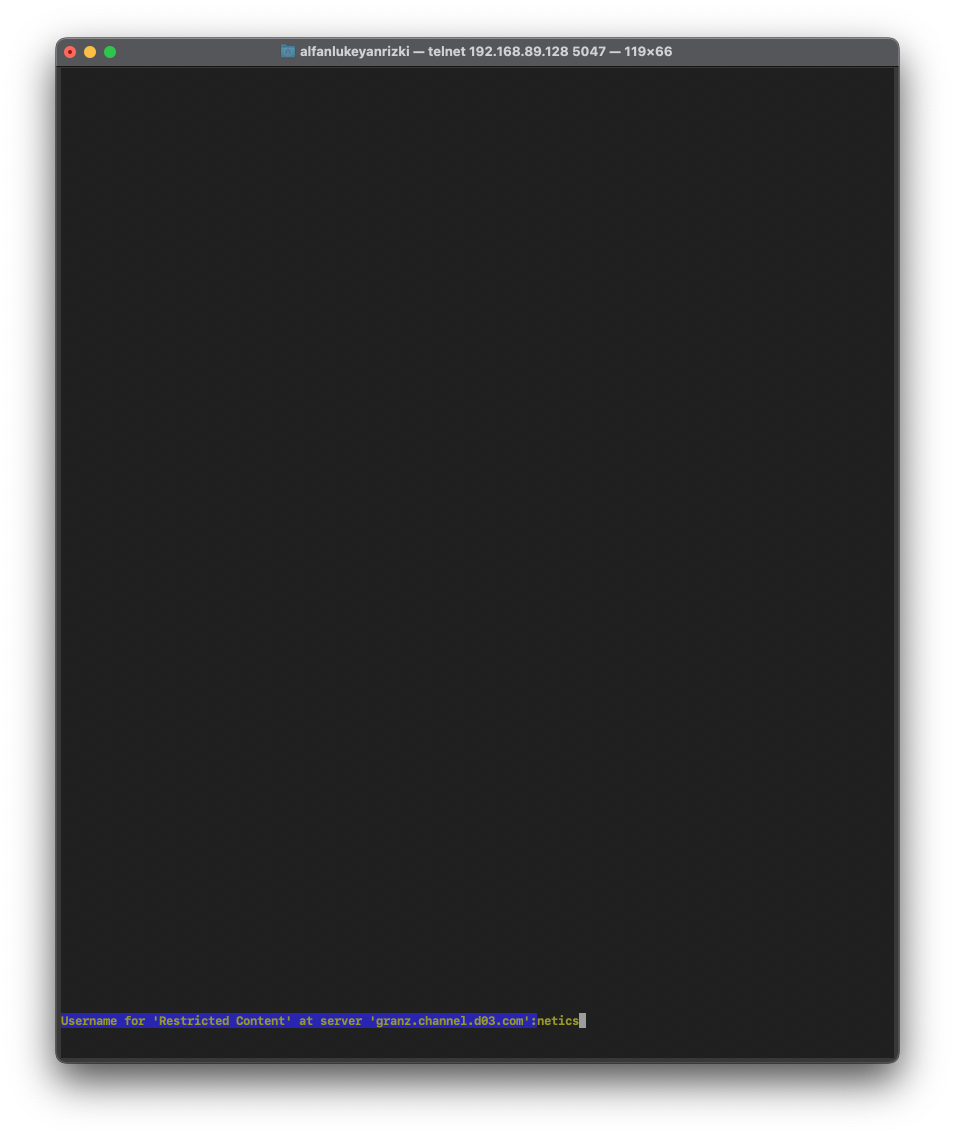 alfanlukeyanrizki — telnet 192.168.89.128 5047 — 119×66
Username for 'Restricted Content' at server 'granz.channel.d03.com':netics